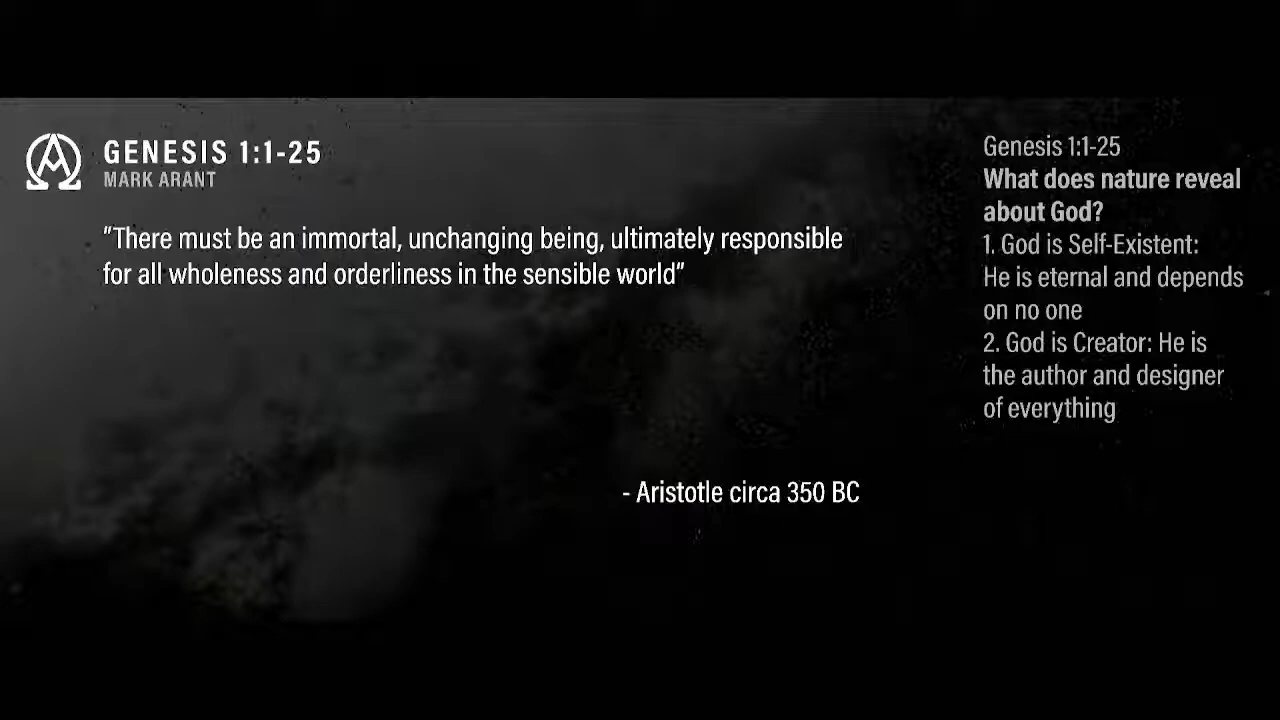 GENESIS 1:1-25
MARK ARANT
"There must be an immortal, unchanging being, ultimately responsible
for all wholeness and orderliness in the sensible world"
- Aristotle circa 350 BC
Genesis 1:1-25
What does nature reveal
about God?
1. God is Self-Existent:
He is eternal and depends
on no one
2. God is Creator: He is
the author and designer
of everything